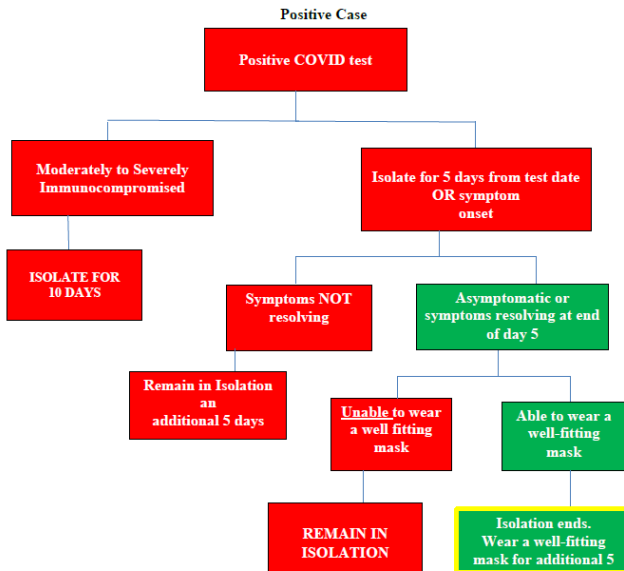 Positive Case
Positive COVID test
Moderately to Severely
Immunocompromised
Isolate for 5 days from test date
OR symptom
onset
ISOLATE FOR
10 DAYS
Symptoms NOT
resolving
Asymptomatic or
symptoms resolving at end
of day 5
Remain in Isolation
an
additional 5 days
Unable to wear
a well fitting
mask
Able to wear a
well-fitting
mask
REMAIN IN
ISOLATION
Isolation ends.
Wear a well-fitting
mask for additional 5